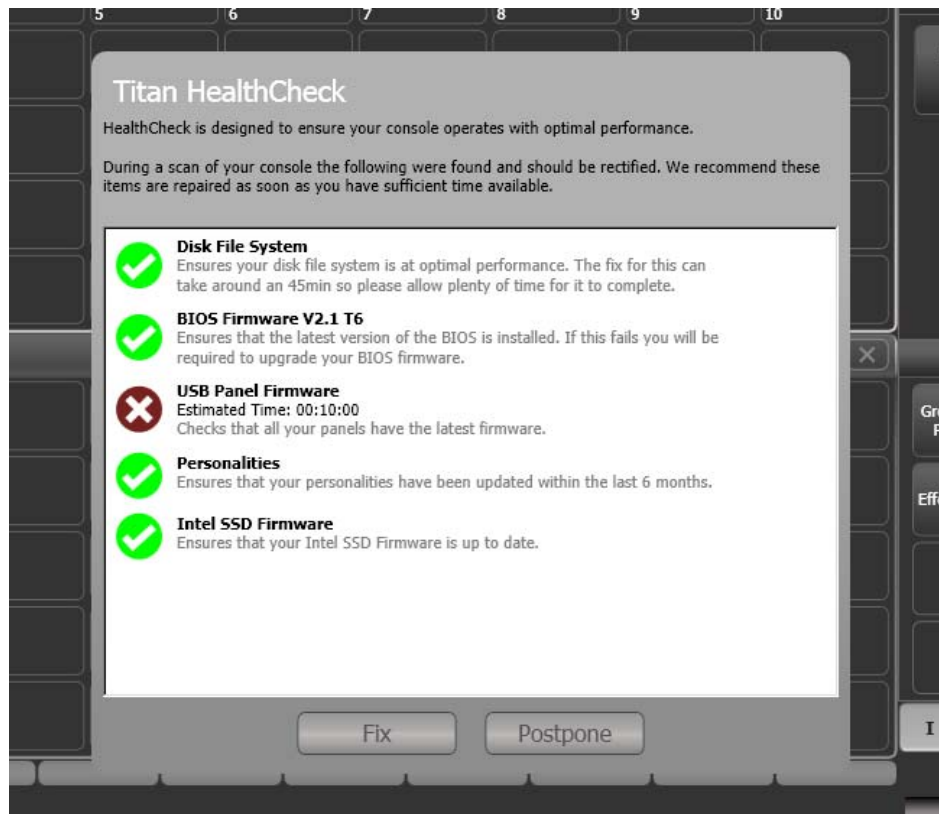 5 6 7 8 9 10
Titan HealthCheck
HealthCheck is designed to ensure your console operates with optimal performance.
During a scan of your console the following were found and should be rectified. We recommend these
items are repaired as soon as you have sufficient time available.
Disk File System
Ensures your disk file system is at optimal performance. The fix for this can
take around an 45min so please allow plenty of time for it to complete.
BIOS Firmware V2.1 T6
Ensures that the latest version of the BIOS is installed. If this fails you will be
required to upgrade your BIOS firmware.
USB Panel Firmware
Estimated Time: 00:10:00
Checks that all your panels have the latest firmware.
Personalities
Ensures that your personalities have been updated within the last 6 months.
Intel SSD Firmware
Ensures that your Intel SSD Firmware is up to date.
Fix
Postpone